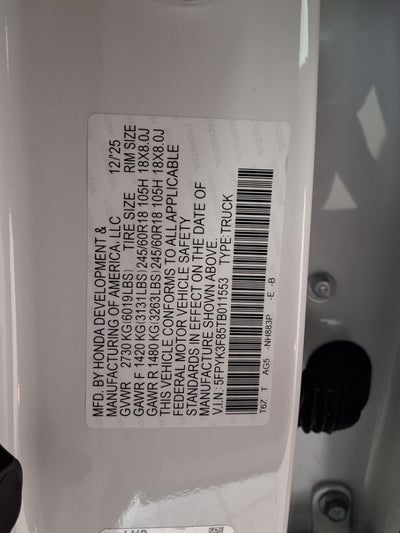 MFD. BY HONDA DEVELOPMENT &
MANUFACTURING OF AMERICA, LLC 12/'25
GVWR 2730 KG(6019LBS) TIRE SIZE RIM SIZE
GAWR F 1420 KG(3131LBS)245/60R18 105H 18X8.0J
GAWR R 1480 KG(3263LBS)245/60R18 105H 18X8.0J
THIS VEHICLE CONFORMS TO ALL APPLICABLE
FEDERAL MOTOR VEHICLE SAFETY
STANDARDS IN EFFECT ON THE DATE OF
MANUFACTURE SHOWN ABOVE.
V.I.N.: 5FPYK3F85TB011553 TYPE:TRUCK
T6Z T AG5 -NH883P -E -B